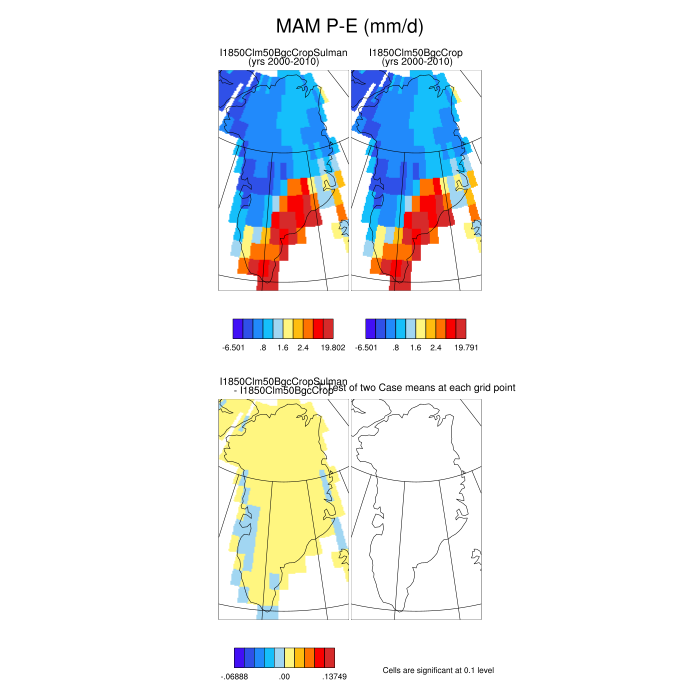 MAM P-E (mm/d)
I1850Clm50BgcCropSulman
(yrs 2000-2010)
I1850Clm50BgcCrop
(yrs 2000-2010)
-6.501 .8 1.6 2.4 19.802
-6.501 .8 1.6 2.4 19.791
I1850Clm50BgcCropSulman
- I1850Clm50BgcCrop
of two Case means at each grid point
-.06888 .00 .13749
Cells are significant at 0.1 level